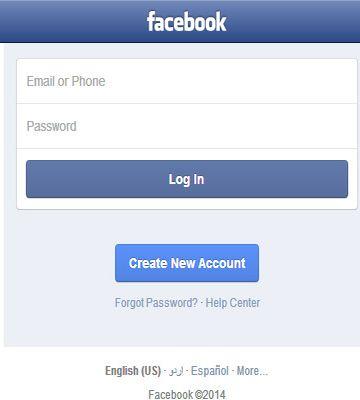 facebook
Email or Phone
Password
Log In
Create New Account
Forgot Password? · Help Center
English (US) · اردو · Español · More...
Facebook ©2014